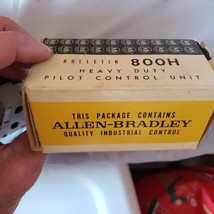 BULLETIN 800H
HEAVY DUTY
PILOT CONTROL UNIT
THIS PACKAGE CONTAINS
ALLEN-BRADLEY
QUALITY INDUSTRIAL CONTROL